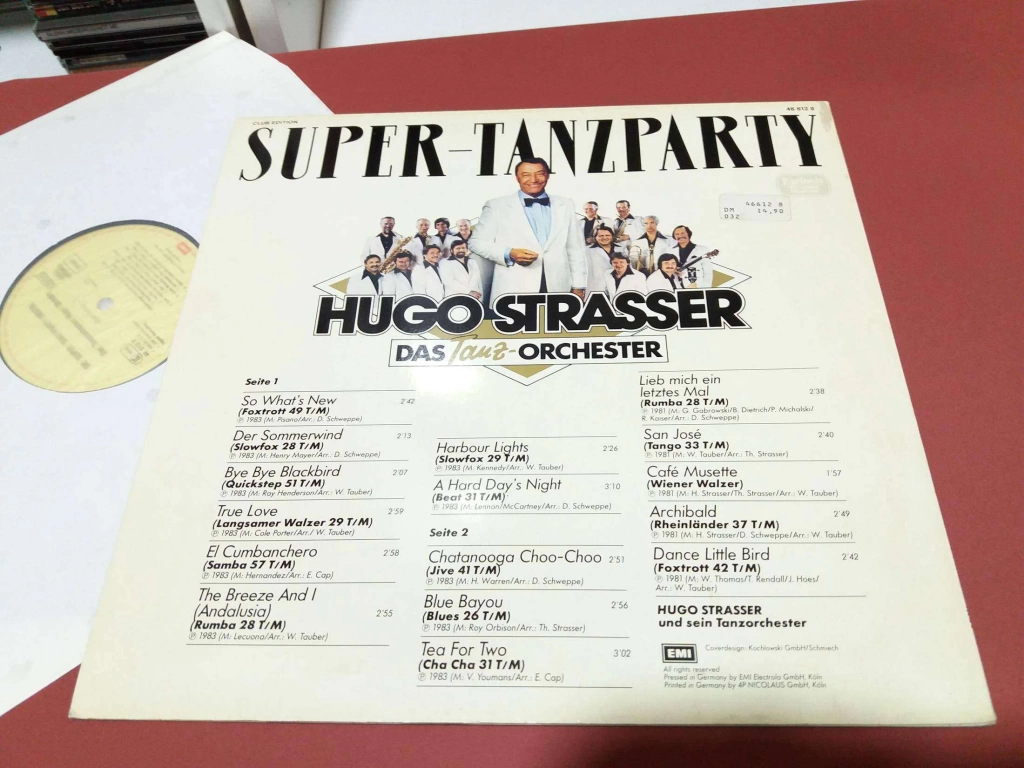 CLUB EDITION
46 612 8
SUPER-TANZPARTY
46612 8
DM 14,90
032
HUGO STRASSER
DAS Tanz-ORCHESTER
Seite 1
So What's New 2'42
(Foxtrott 49 T/M)
℗ 1983 (M: Pisano/Arr.: D. Schweppe)
Der Sommerwind 2'13
(Slowfox 28 T/M)
℗ 1983 (M: Henry Mayer/Arr.: D. Schweppe)
Bye Bye Blackbird 2'07
(Quickstep 51 T/M)
℗ 1983 (M: Ray Henderson/Arr.: W. Tauber)
True Love 2'59
(Langsamer Walzer 29 T/M)
℗ 1983 (M: Cole Porter/Arr./ W. Tauber)
El Cumbanchero 2'58
(Samba 57 T/M)
℗ 1983 (M: Hernandez/Arr.: E. Cap)
The Breeze And I
(Andalusia) 2'55
(Rumba 28 T/M)
℗ 1983 (M: Lecuona/Arr.: W. Tauber)
Harbour Lights 2'26
(Slowfox 29 T/M)
℗ 1983 (M: Kennedy/Arr.: W. Tauber)
A Hard Day's Night 3'10
(Beat 31 T/M)
℗ 1983 (M: Lennon/McCartney/Arr.: D. Schweppe)
Seite 2
Chatanooga Choo-Choo 2'51
(Jive 41 T/M)
℗ 1983 (M: H. Warren/Arr.: D. Schweppe)
Blue Bayou 2'56
(Blues 26 T/M)
℗ 1983 (M: Roy Orbison/Arr.: Th. Strasser)
Tea For Two 3'02
(Cha Cha 31 T/M)
℗ 1983 (M: V. Youmans/Arr.: E. Cap)
Lieb mich ein
letztes Mal 2'38
(Rumba 28 T/M)
℗ 1981 (M: G. Gabrowski/B. Dietrich/P. Michalski/
R. Kaiser/Arr.: D. Schweppe)
San José 2'40
(Tango 33 T/M)
℗ 1981 (M: W. Tauber/Arr.: Th. Strasser)
Café Musette 1'57
(Wiener Walzer)
℗ 1981 (M: H. Strasser/Th. Strasser/Arr.: W. Tauber)
Archibald 2'49
(Rheinländer 37 T/M)
℗ 1981 (M: H. Strasser/D. Schweppe/Arr.: W. Tauber)
Dance Little Bird 2'42
(Foxtrott 42 T/M)
℗ 1981 (M: W. Thomas/T. Rendall/J. Hoes/
Arr.: W. Tauber)
HUGO STRASSER
und sein Tanzorchester
EMI
Coverdesign: Kochlowski GmbH/Schmiech
All rights reserved
Pressed in Germany by EMI Electrola GmbH, Köln
Printed in Germany by 4P NICOLAUS GmbH, Köln